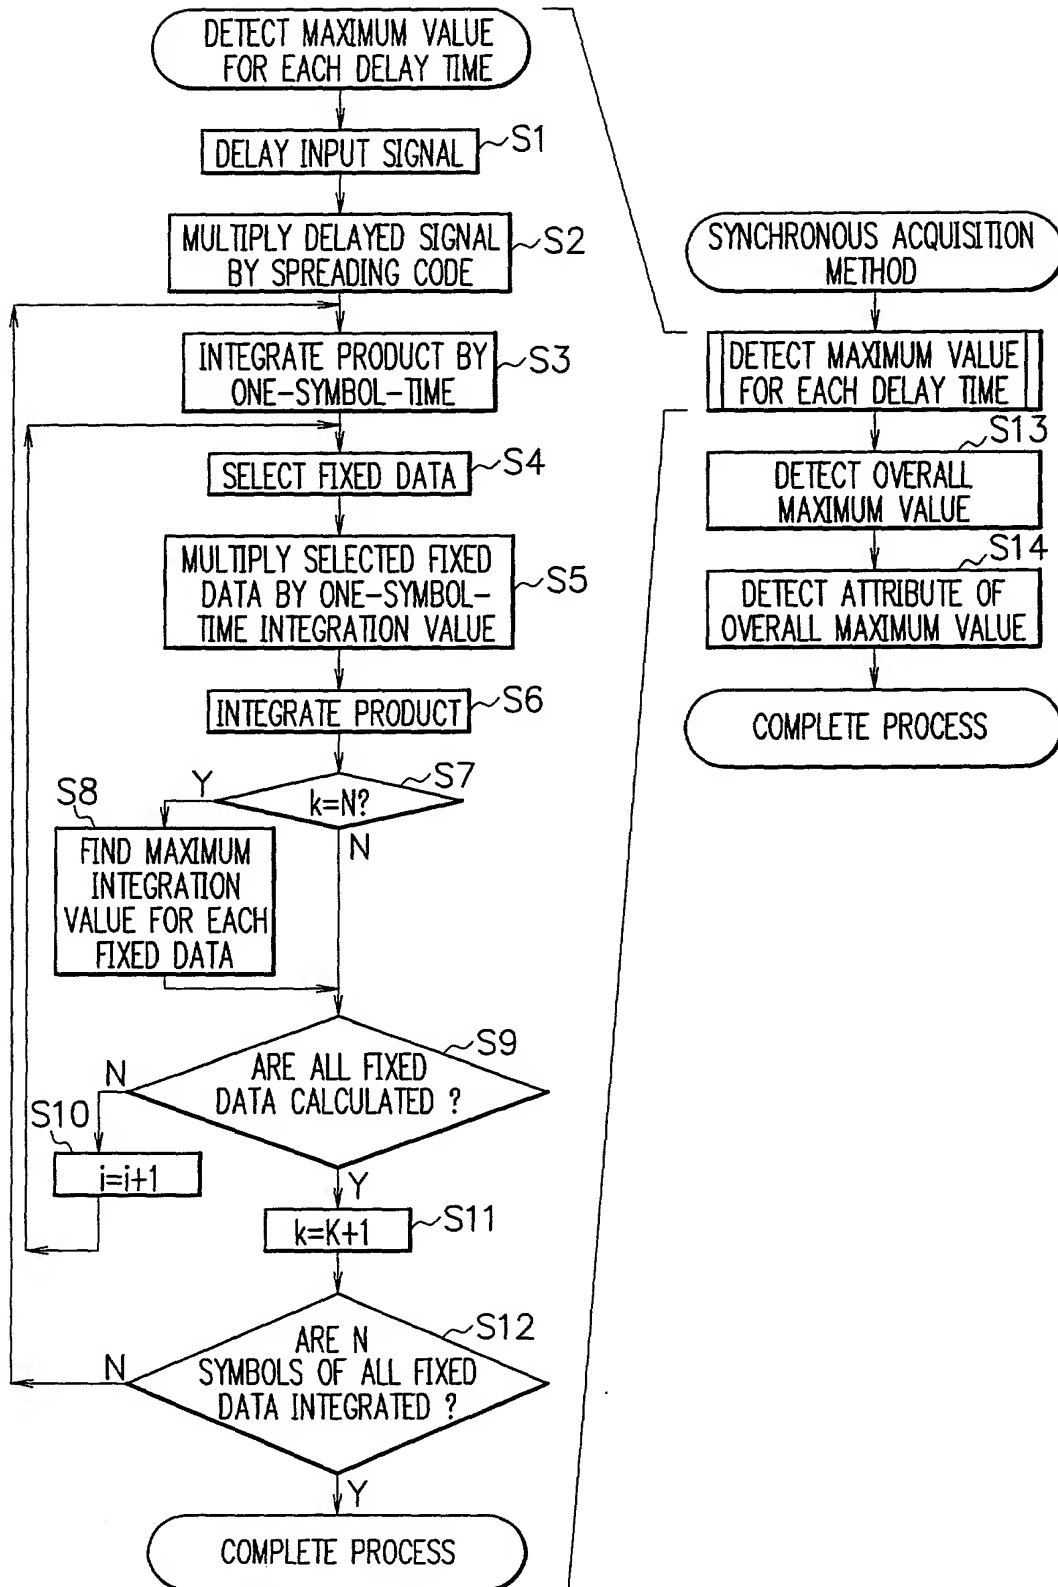 DETECT MAXIMUM VALUE
FOR EACH DELAY TIME
S1
DELAY INPUT SIGNAL
MULTIPLY DELAYED SIGNAL
BY SPREADING CODE
S2
INTEGRATE PRODUCT BY
ONE-SYMBOL-TIME
S3
SELECT FIXED DATA
S4
MULTIPLY SELECTED FIXED
DATA BY ONE-SYMBOL-
TIME INTEGRATION VALUE
S5
INTEGRATE PRODUCT
S6
S7
k=N?
Y
N
S8
FIND MAXIMUM
INTEGRATION
VALUE FOR EACH
FIXED DATA
S9
ARE ALL FIXED
DATA CALCULATED ?
N
Y
S10
i=i+1
k=K+1
S11
S12
ARE N
SYMBOLS OF ALL FIXED
DATA INTEGRATED ?
N
Y
COMPLETE PROCESS
SYNCHRONOUS ACQUISITION
METHOD
DETECT MAXIMUM VALUE
FOR EACH DELAY TIME
S13
DETECT OVERALL
MAXIMUM VALUE
S14
DETECT ATTRIBUTE OF
OVERALL MAXIMUM VALUE
COMPLETE PROCESS